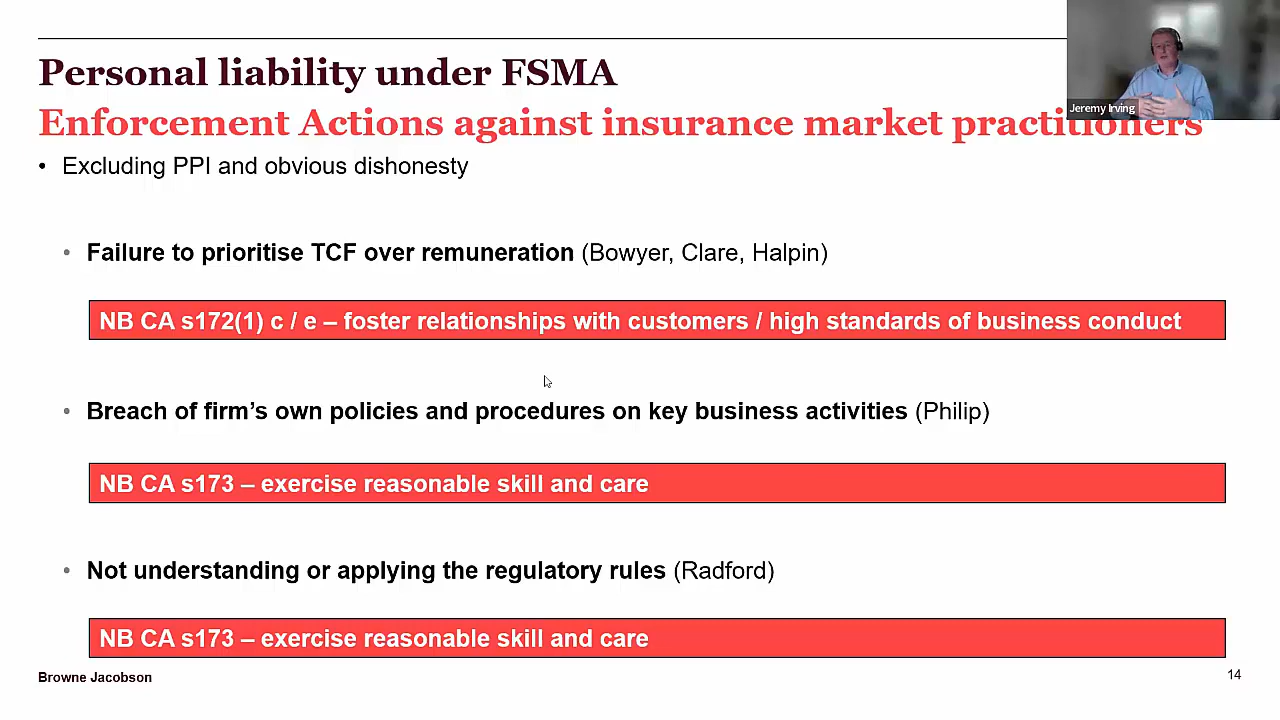 Personal liability under FSMA
Jeremy Irving
Enforcement Actions against insurance market practitioners
• Excluding PPI and obvious dishonesty
• Failure to prioritise TCF over remuneration (Bowyer, Clare, Halpin)
NB CA s172(1) c / e – foster relationships with customers / high standards of business conduct
• Breach of firm’s own policies and procedures on key business activities (Philip)
NB CA s173 – exercise reasonable skill and care
• Not understanding or applying the regulatory rules (Radford)
NB CA s173 – exercise reasonable skill and care
Browne Jacobson
14